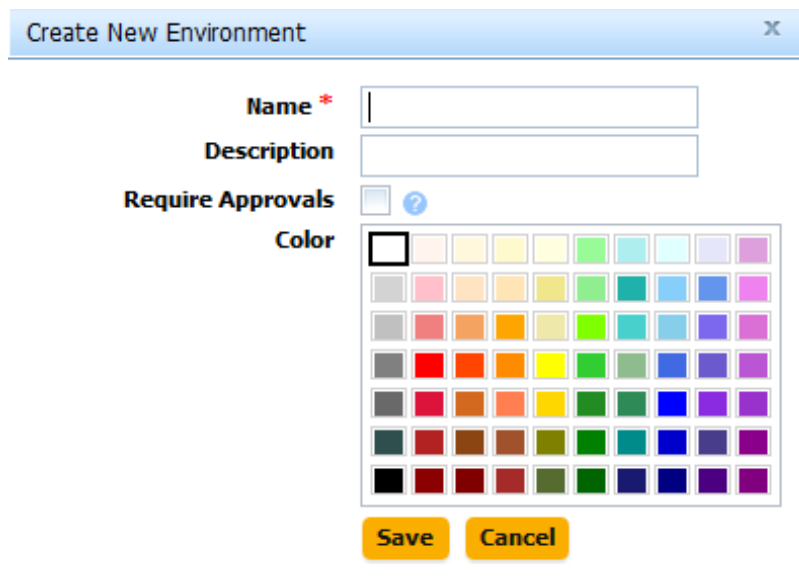 Create New Environment x
Name *
Description
Require Approvals ?
Color
Save Cancel